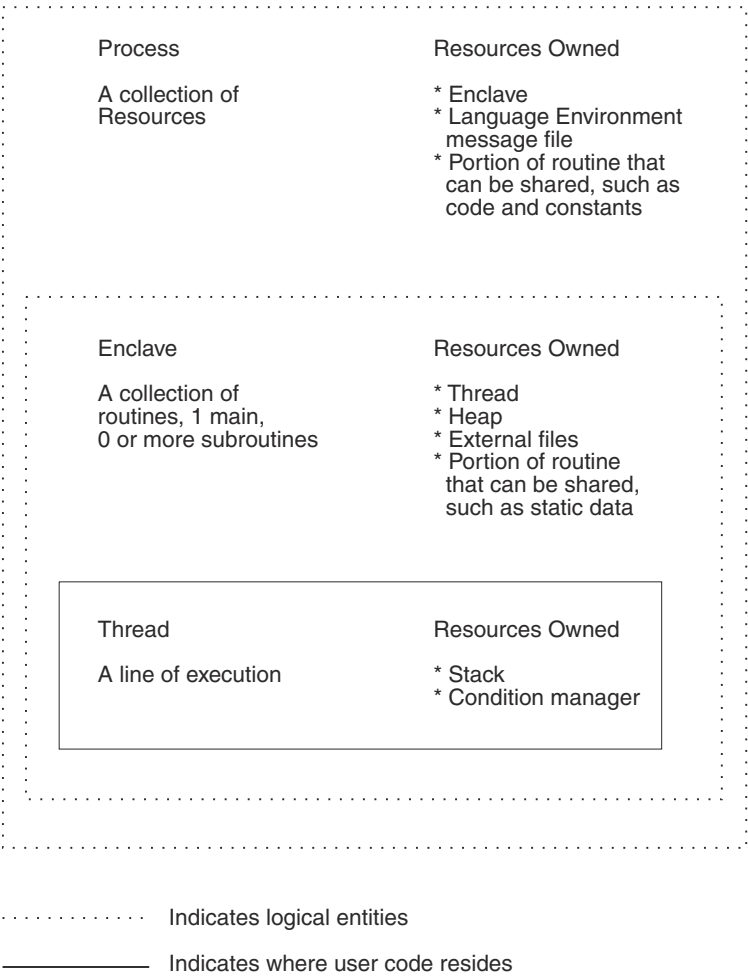 Process
A collection of
Resources
Resources Owned
* Enclave
* Language Environment
message file
* Portion of routine that
can be shared, such as
code and constants
Enclave
A collection of
routines, 1 main,
0 or more subroutines
Resources Owned
* Thread
* Heap
* External files
* Portion of routine
that can be shared,
such as static data
Thread
A line of execution
Resources Owned
* Stack
* Condition manager
Indicates logical entities
Indicates where user code resides